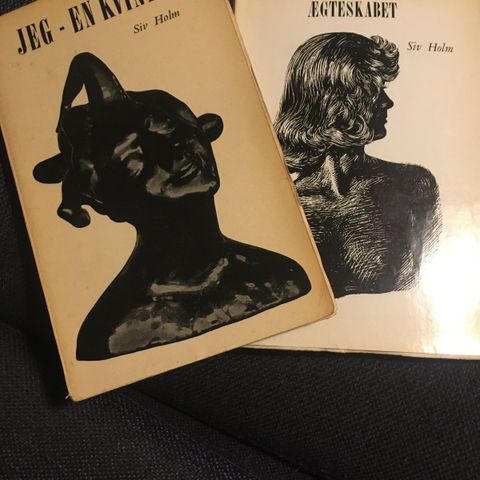 JEG - EN KVIN
Siv Holm
ÆGTESKABET
Siv Holm